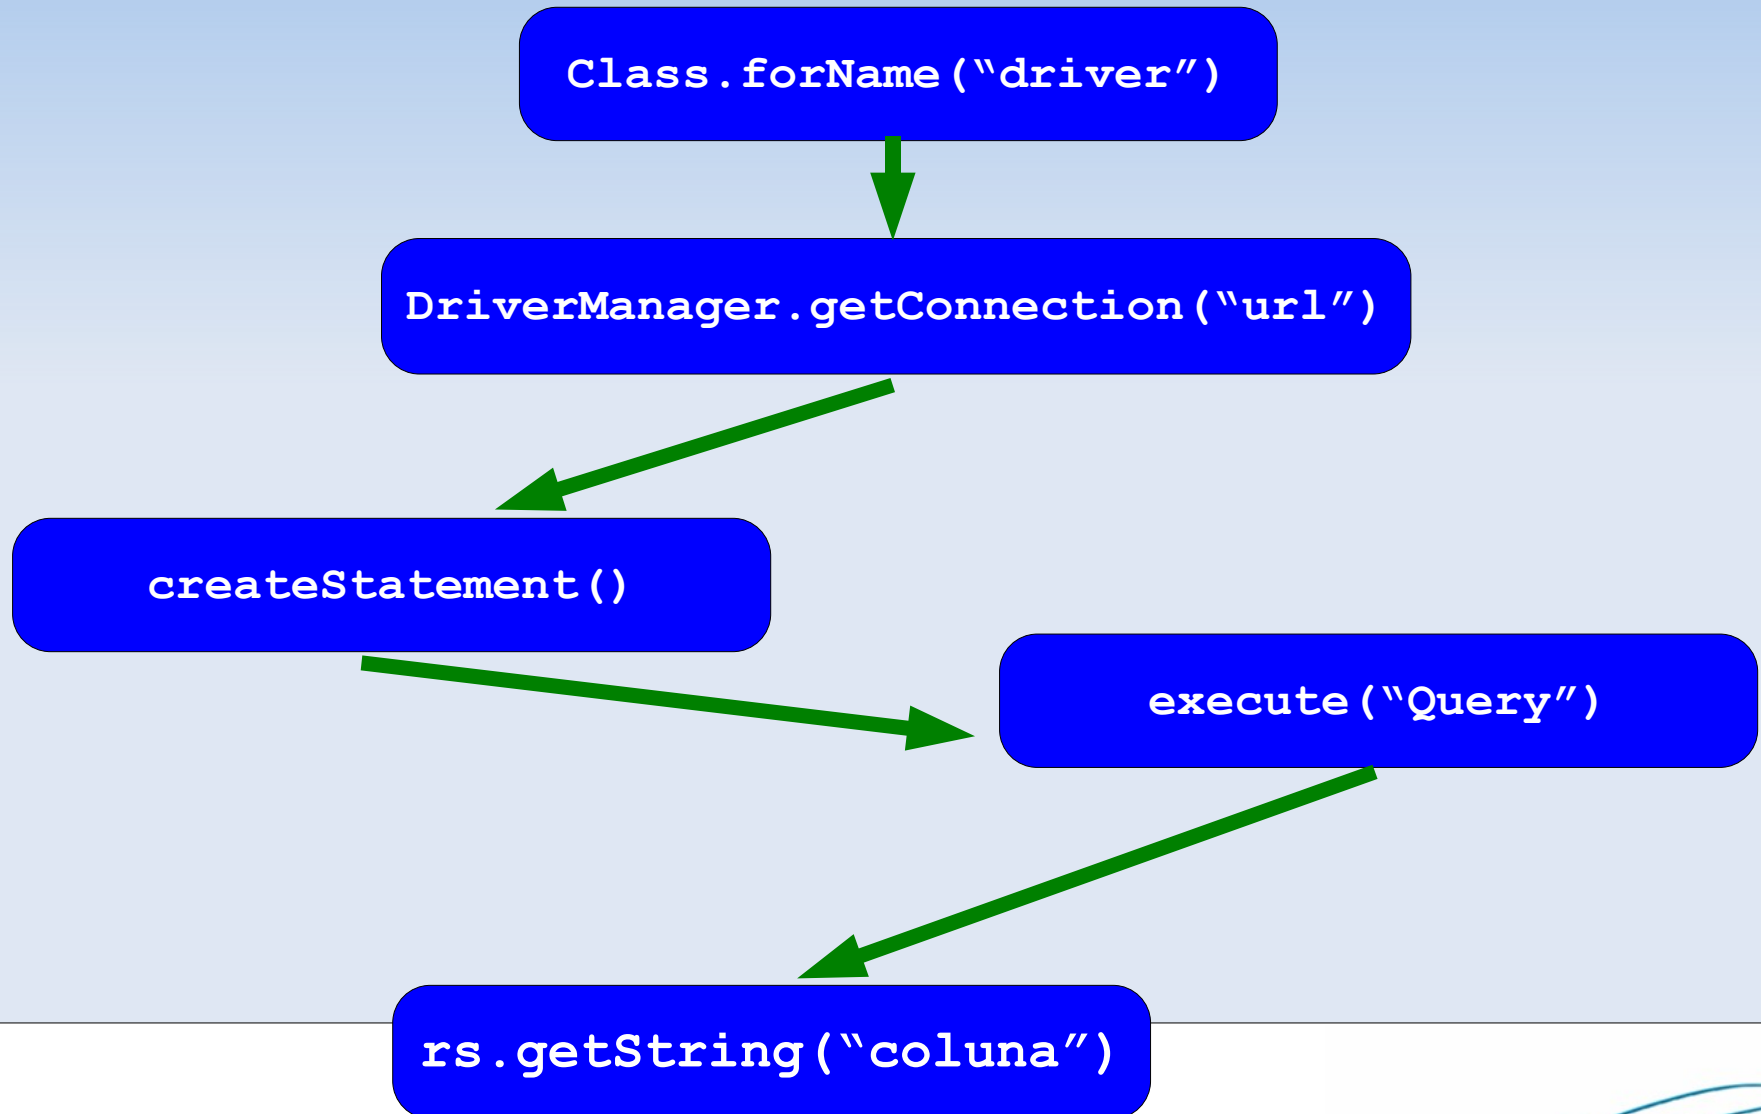 Class.forName(“driver”)
DriverManager.getConnection(“url”)
createStatement()
execute(“Query”)
rs.getString(“coluna”)